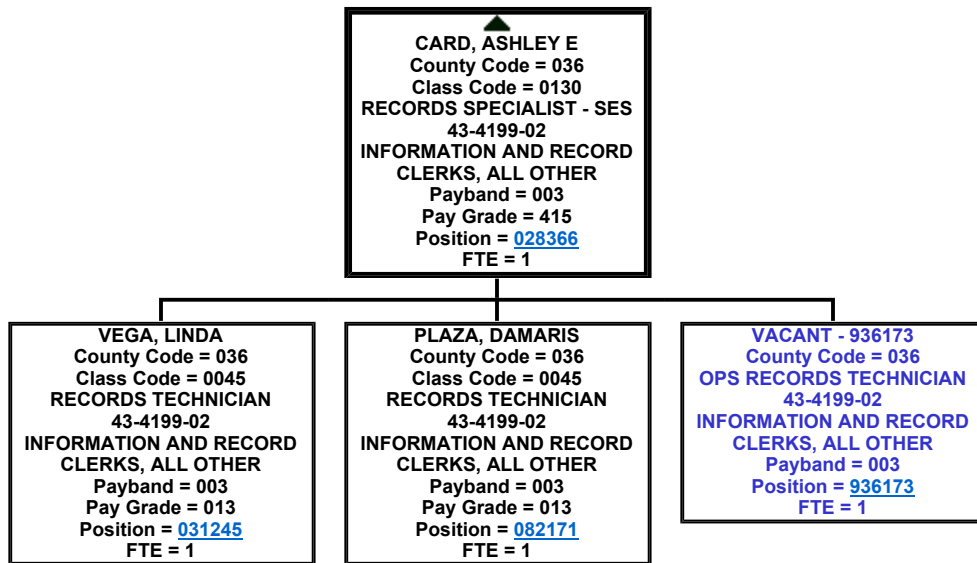 CARD, ASHLEY E
County Code = 036
Class Code = 0130
RECORDS SPECIALIST - SES
43-4199-02
INFORMATION AND RECORD
CLERKS, ALL OTHER
Payband = 003
Pay Grade = 415
Position = 028366
FTE = 1
VEGA, LINDA
County Code = 036
Class Code = 0045
RECORDS TECHNICIAN
43-4199-02
INFORMATION AND RECORD
CLERKS, ALL OTHER
Payband = 003
Pay Grade = 013
Position = 031245
FTE = 1
PLAZA, DAMARIS
County Code = 036
Class Code = 0045
RECORDS TECHNICIAN
43-4199-02
INFORMATION AND RECORD
CLERKS, ALL OTHER
Payband = 003
Pay Grade = 013
Position = 082171
FTE = 1
VACANT - 936173
County Code = 036
OPS RECORDS TECHNICIAN
43-4199-02
INFORMATION AND RECORD
CLERKS, ALL OTHER
Payband = 003
Position = 936173
FTE = 1